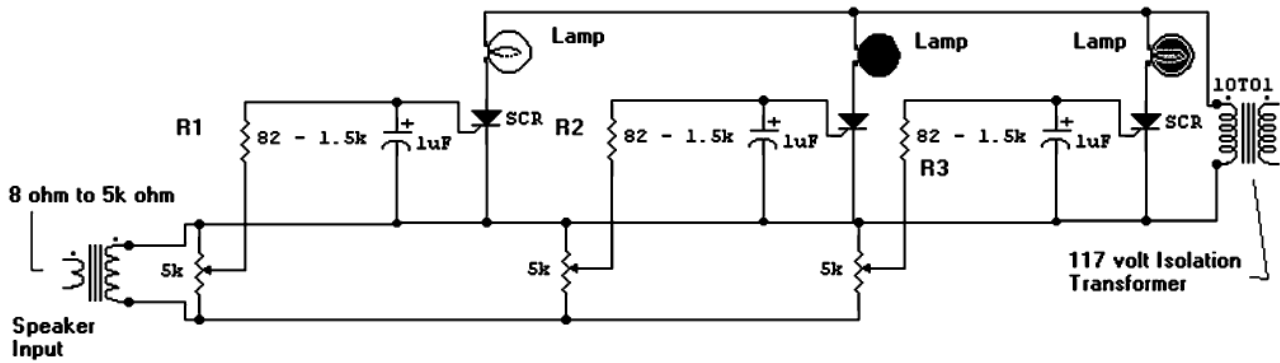 Lamp
Lamp
Lamp
10TO1
R1
82 - 1.5k
+
1uF
SCR
R2
82 - 1.5k
+
1uF
82 - 1.5k
R3
+
1uF
SCR
8 ohm to 5k ohm
5k
5k
5k
117 volt Isolation
Transformer
Speaker
Input